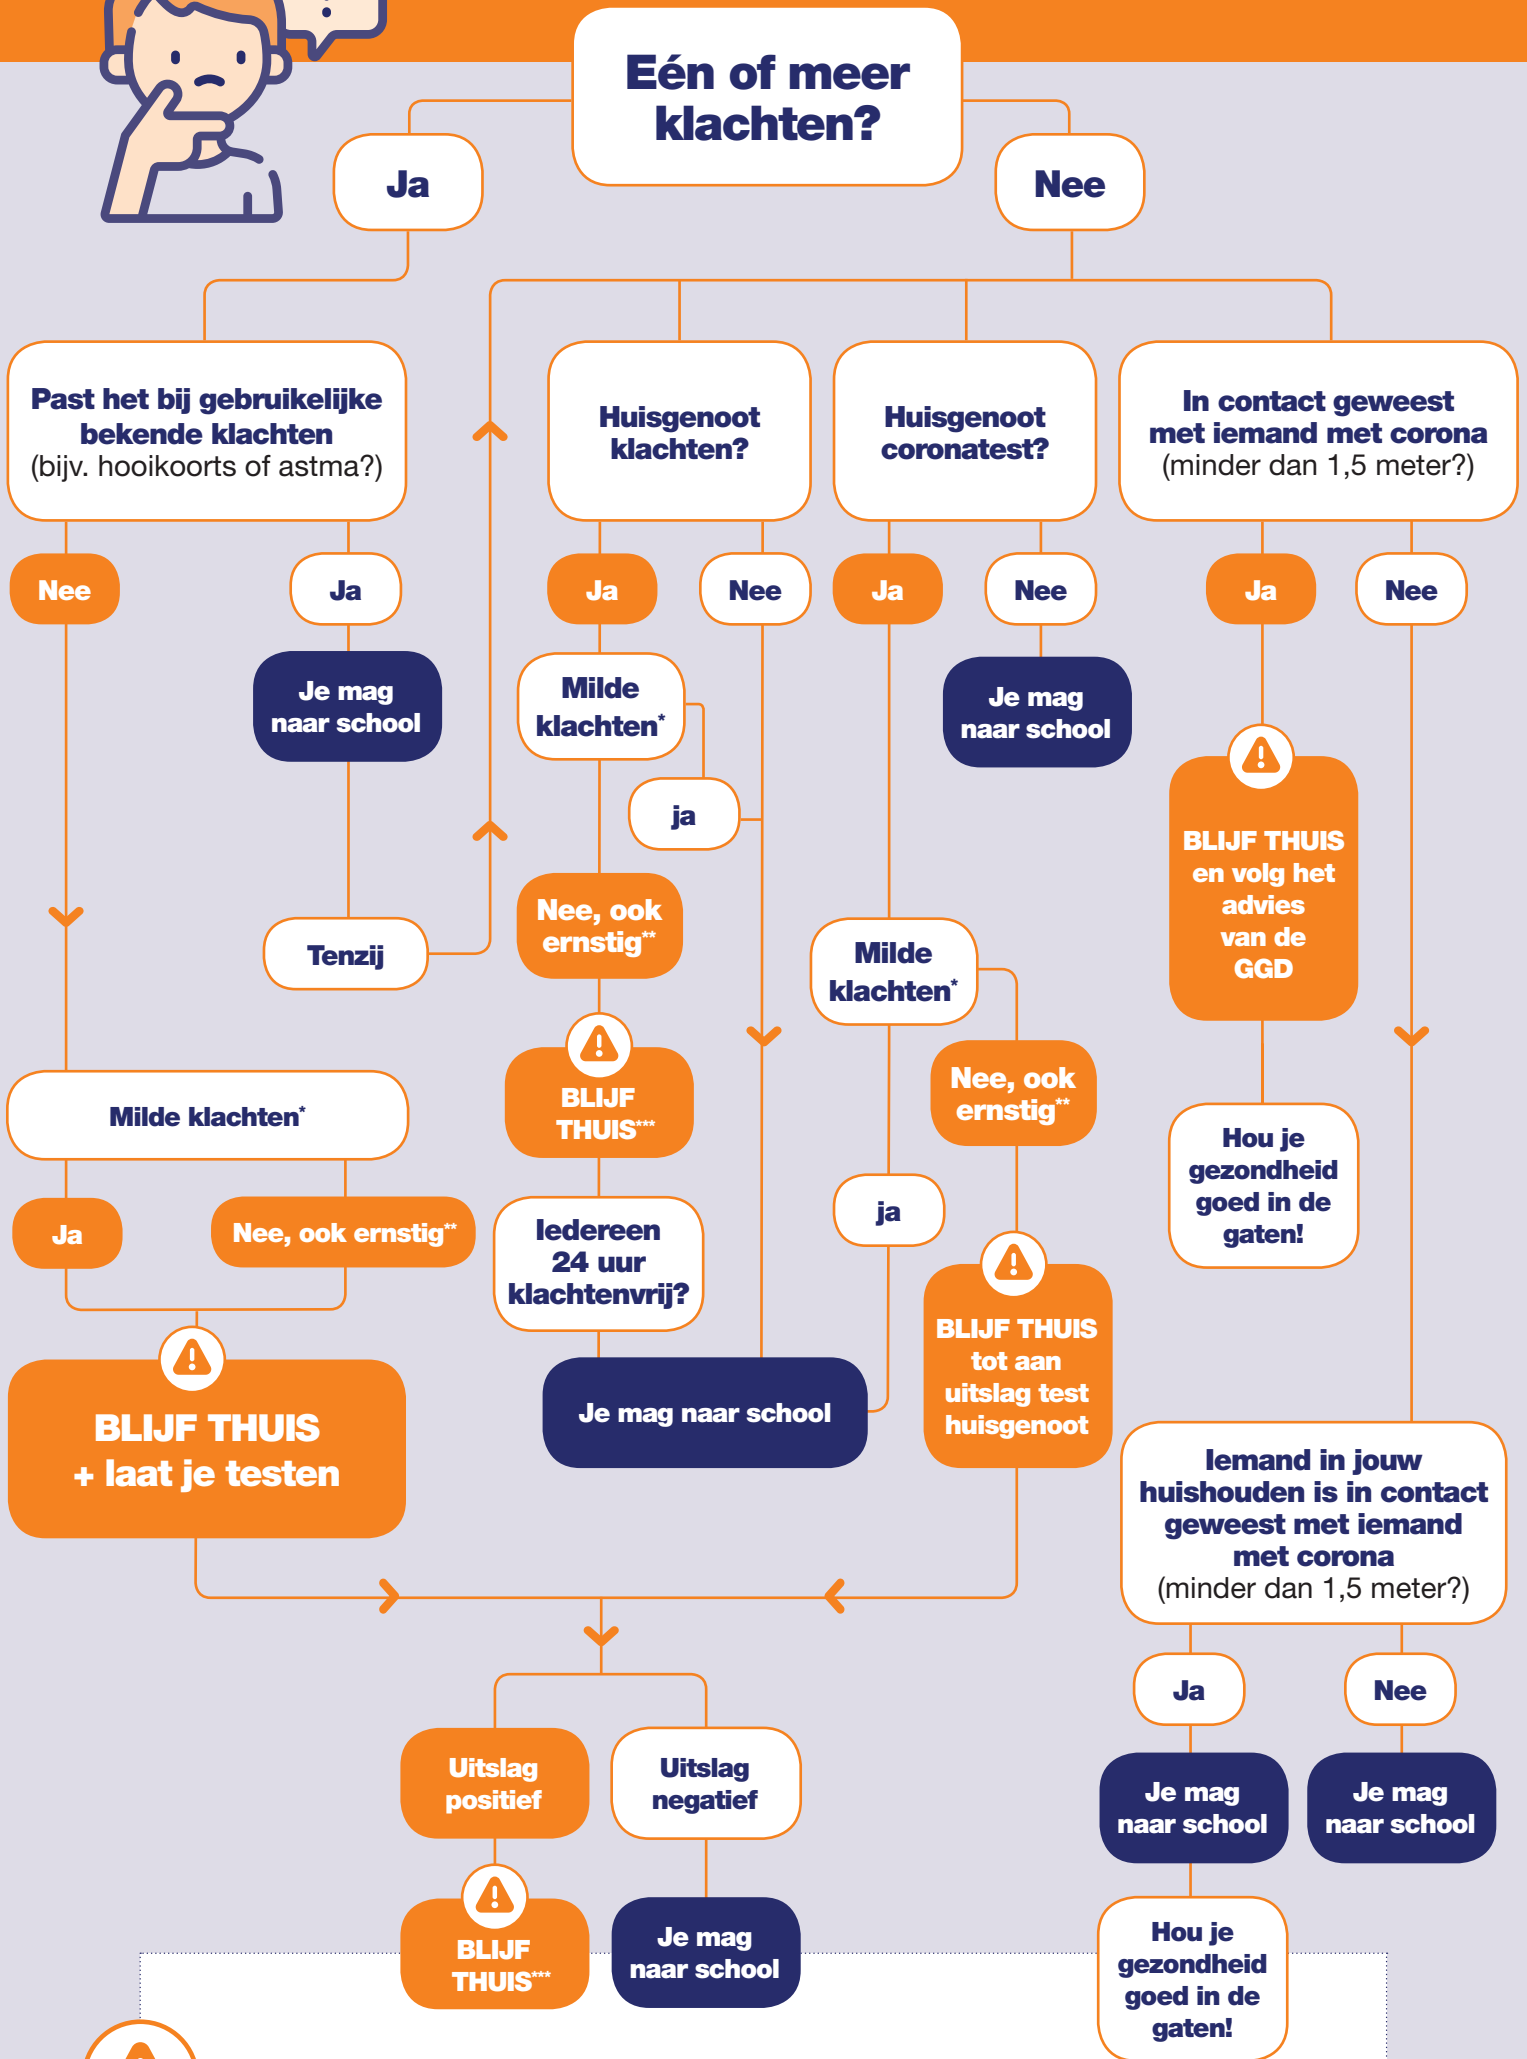 Eén of meer
klachten?
Ja
Nee
Past het bij gebruikelijke
bekende klachten
(bijv. hooikoorts of astma?)
Huisgenoot
klachten?
Huisgenoot
coronatest?
In contact geweest
met iemand met corona
(minder dan 1,5 meter?)
Nee
Ja
Ja
Nee
Ja
Nee
Ja
Nee
Je mag
naar school
Milde
klachten*
Je mag
naar school
ja
BLIJF THUIS
en volg het
advies
van de
GGD
Nee, ook
ernstig**
Tenzij
Milde
klachten*
BLIJF
THUIS***
Nee, ook
ernstig**
Milde klachten*
Hou je
gezondheid
goed in de
gaten!
Ja
Nee, ook ernstig**
Iedereen
24 uur
klachtenvrij?
ja
BLIJF THUIS
tot aan
uitslag test
huisgenoot
BLIJF THUIS
+ laat je testen
Je mag naar school
Iemand in jouw
huishouden is in contact
geweest met iemand
met corona
(minder dan 1,5 meter?)
Ja
Nee
Uitslag
positief
Uitslag
negatief
Je mag
naar school
Je mag
naar school
BLIJF
THUIS***
Je mag
naar school
Hou je
gezondheid
goed in de
gaten!